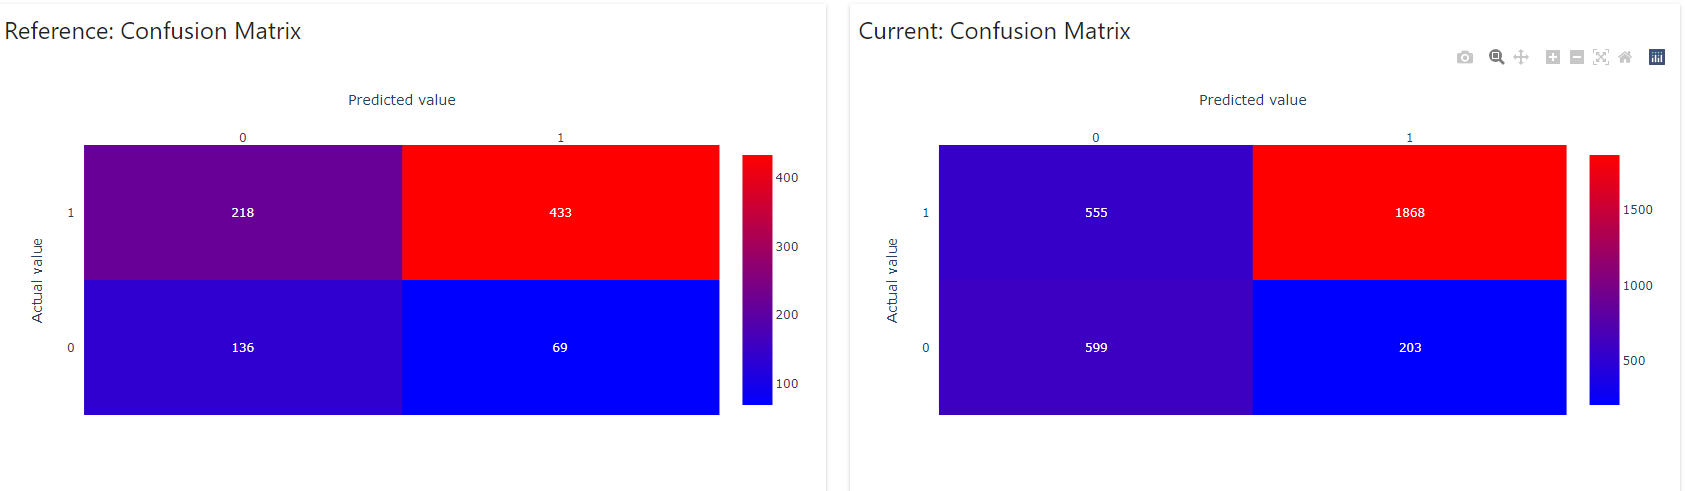 Reference: Confusion Matrix
Predicted value
0 1
1 218 433
400
300
Actual value
200
0 136 69
100
Current: Confusion Matrix
Predicted value
0 1
1 555 1868
1500
Actual value
1000
0 599 203
500